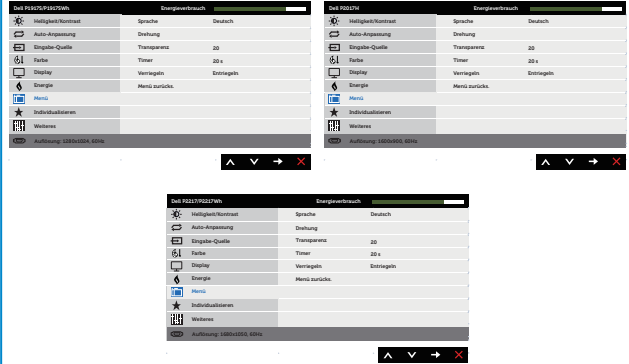 Dell P1917S/P1917SWh Energieverbrauch
Helligkeit/Kontrast Sprache Deutsch
Auto-Anpassung Drehung
Eingabe-Quelle Transparenz 20
Farbe Timer 20 s
Display Verriegeln Entriegeln
Energie Menü zurücks.
Menü
Individualisieren
Weiteres
Auflösung: 1280x1024, 60Hz
Dell P2017H Energieverbrauch
Helligkeit/Kontrast Sprache Deutsch
Auto-Anpassung Drehung
Eingabe-Quelle Transparenz 20
Farbe Timer 20 s
Display Verriegeln Entriegeln
Energie Menü zurücks.
Menü
Individualisieren
Weiteres
Auflösung: 1600x900, 60Hz
Dell P2217/P2217Wh Energieverbrauch
Helligkeit/Kontrast Sprache Deutsch
Auto-Anpassung Drehung
Eingabe-Quelle Transparenz 20
Farbe Timer 20 s
Display Verriegeln Entriegeln
Energie Menü zurücks.
Menü
Individualisieren
Weiteres
Auflösung: 1680x1050, 60Hz